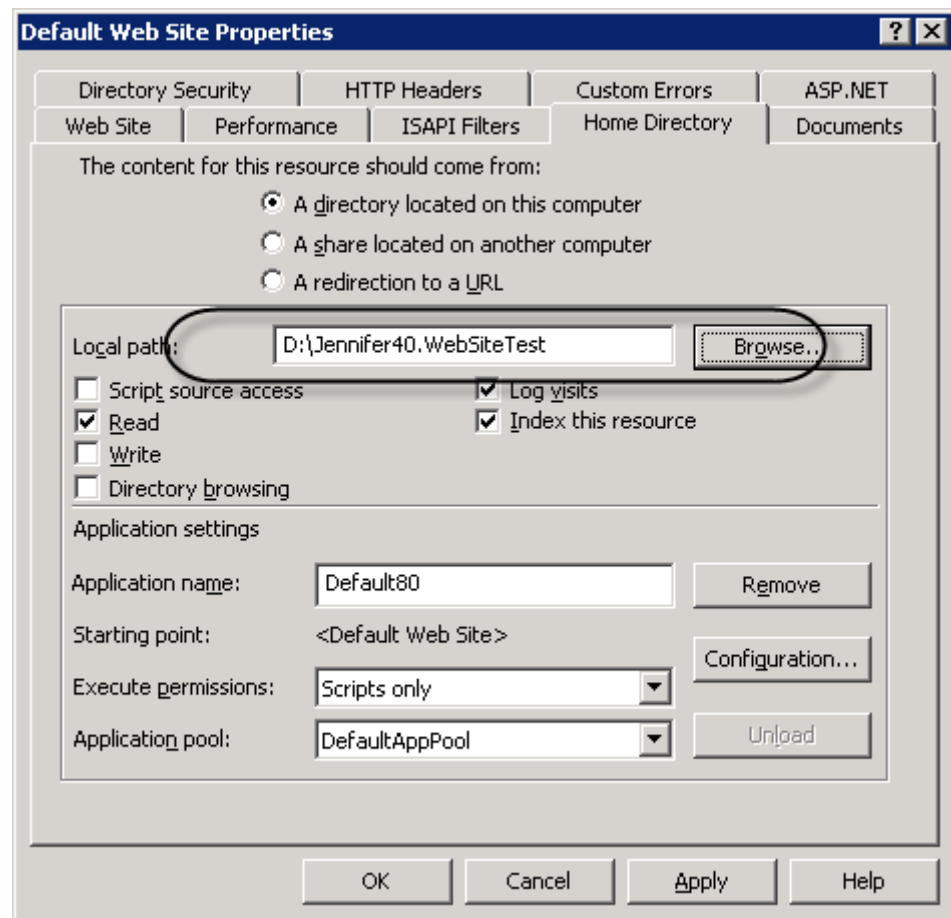 Default Web Site Properties
Directory Security HTTP Headers Custom Errors ASP.NET
Web Site Performance ISAPI Filters Home Directory Documents
The content for this resource should come from:
A directory located on this computer
A share located on another computer
A redirection to a URL
Local path: D:\Jennifer40.WebSiteTest Browse...
Script source access Log visits
Read Index this resource
Write
Directory browsing
Application settings
Application name: Default80 Remove
Starting point: <Default Web Site>
Configuration...
Execute permissions: Scripts only
Application pool: DefaultAppPool Unload
OK Cancel Apply Help